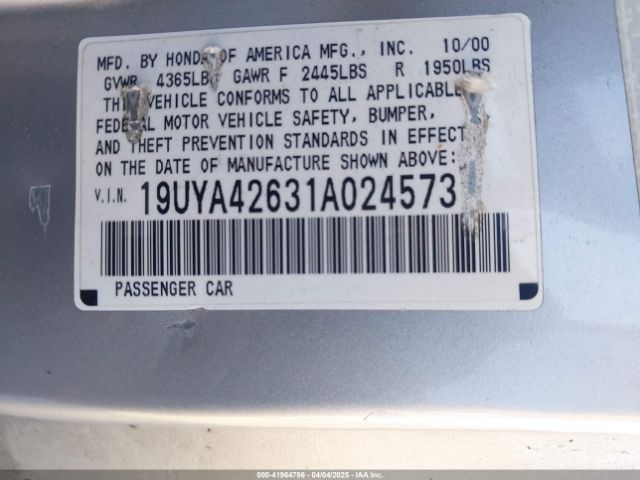 MFD. BY HONDA OF AMERICA MFG., INC. 10/00
GVWR 4365LBS GAWR F 2445LBS R 1950LBS
THIS VEHICLE CONFORMS TO ALL APPLICABLE
FEDERAL MOTOR VEHICLE SAFETY, BUMPER,
AND THEFT PREVENTION STANDARDS IN EFFECT
ON THE DATE OF MANUFACTURE SHOWN ABOVE:
V.I.N. 19UYA42631A024573
PASSENGER CAR
000-41964786 - 04/04/2025 - IAAI.com